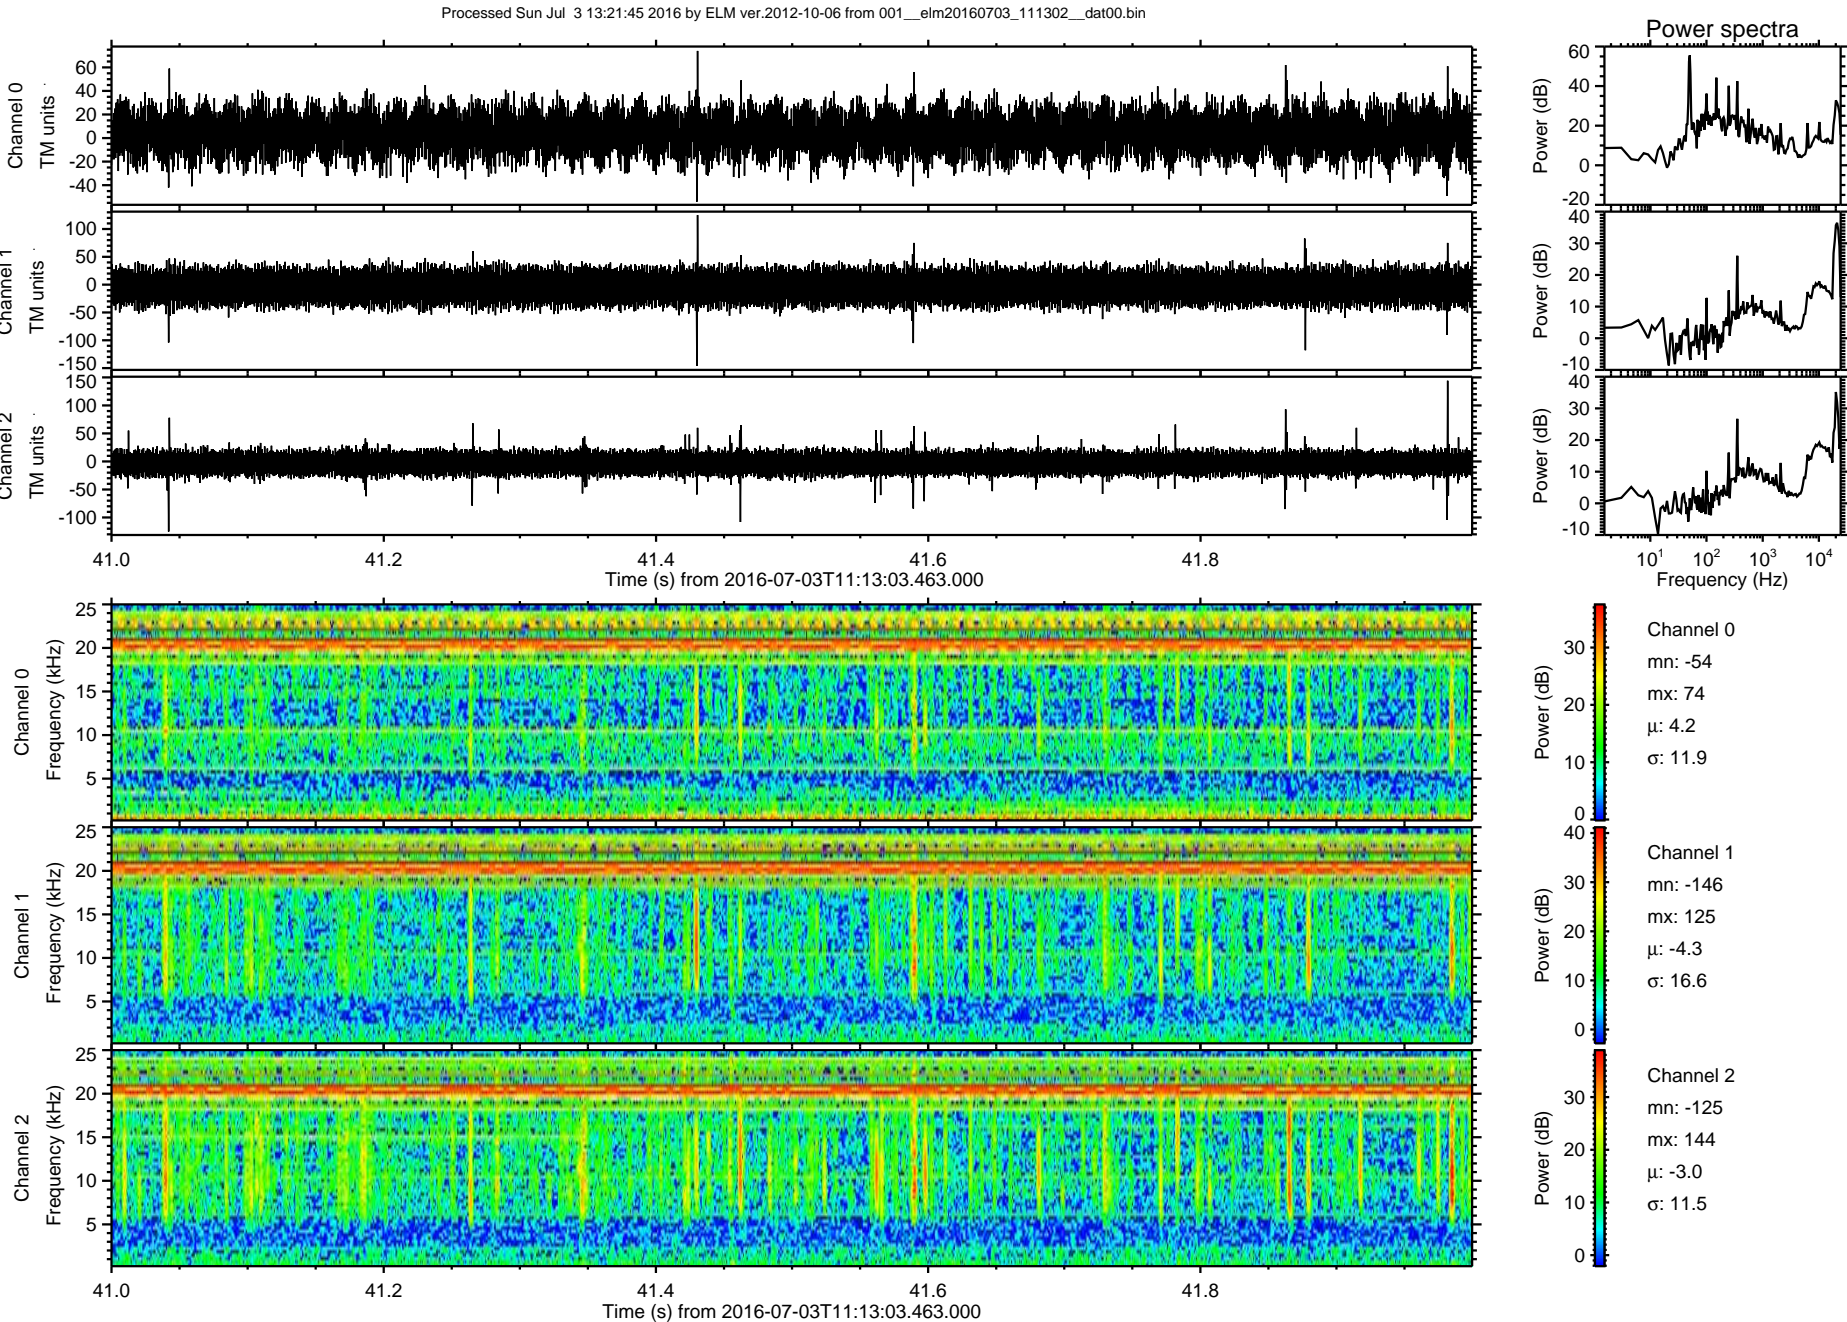 Processed Sun Jul 3 13:21:45 2016 by ELM ver.2012-10-06 from 001__elm20160703_111302__dat00.bin
Power spectra
Channel 0
TM units
60
40
20
0
-20
-40
Power (dB)
60
40
20
0
-20
Channel 1
TM units
100
50
0
-50
-100
-150
Power (dB)
40
30
20
10
0
-10
Channel 2
TM units
150
100
50
0
-50
-100
Power (dB)
40
30
20
10
0
-10
41.0 41.2 41.4 41.6 41.8
Time (s) from 2016-07-03T11:13:03.463.000
10^1 10^2 10^3 10^4
Frequency (Hz)
Channel 0
Frequency (kHz)
25
20
15
10
5
Power (dB)
30
20
10
0
Channel 0
mn: -54
mx: 74
μ: 4.2
σ: 11.9
Channel 1
Frequency (kHz)
25
20
15
10
5
Power (dB)
40
30
20
10
0
Channel 1
mn: -146
mx: 125
μ: -4.3
σ: 16.6
Channel 2
Frequency (kHz)
25
20
15
10
5
Power (dB)
30
20
10
0
Channel 2
mn: -125
mx: 144
μ: -3.0
σ: 11.5
41.0 41.2 41.4 41.6 41.8
Time (s) from 2016-07-03T11:13:03.463.000